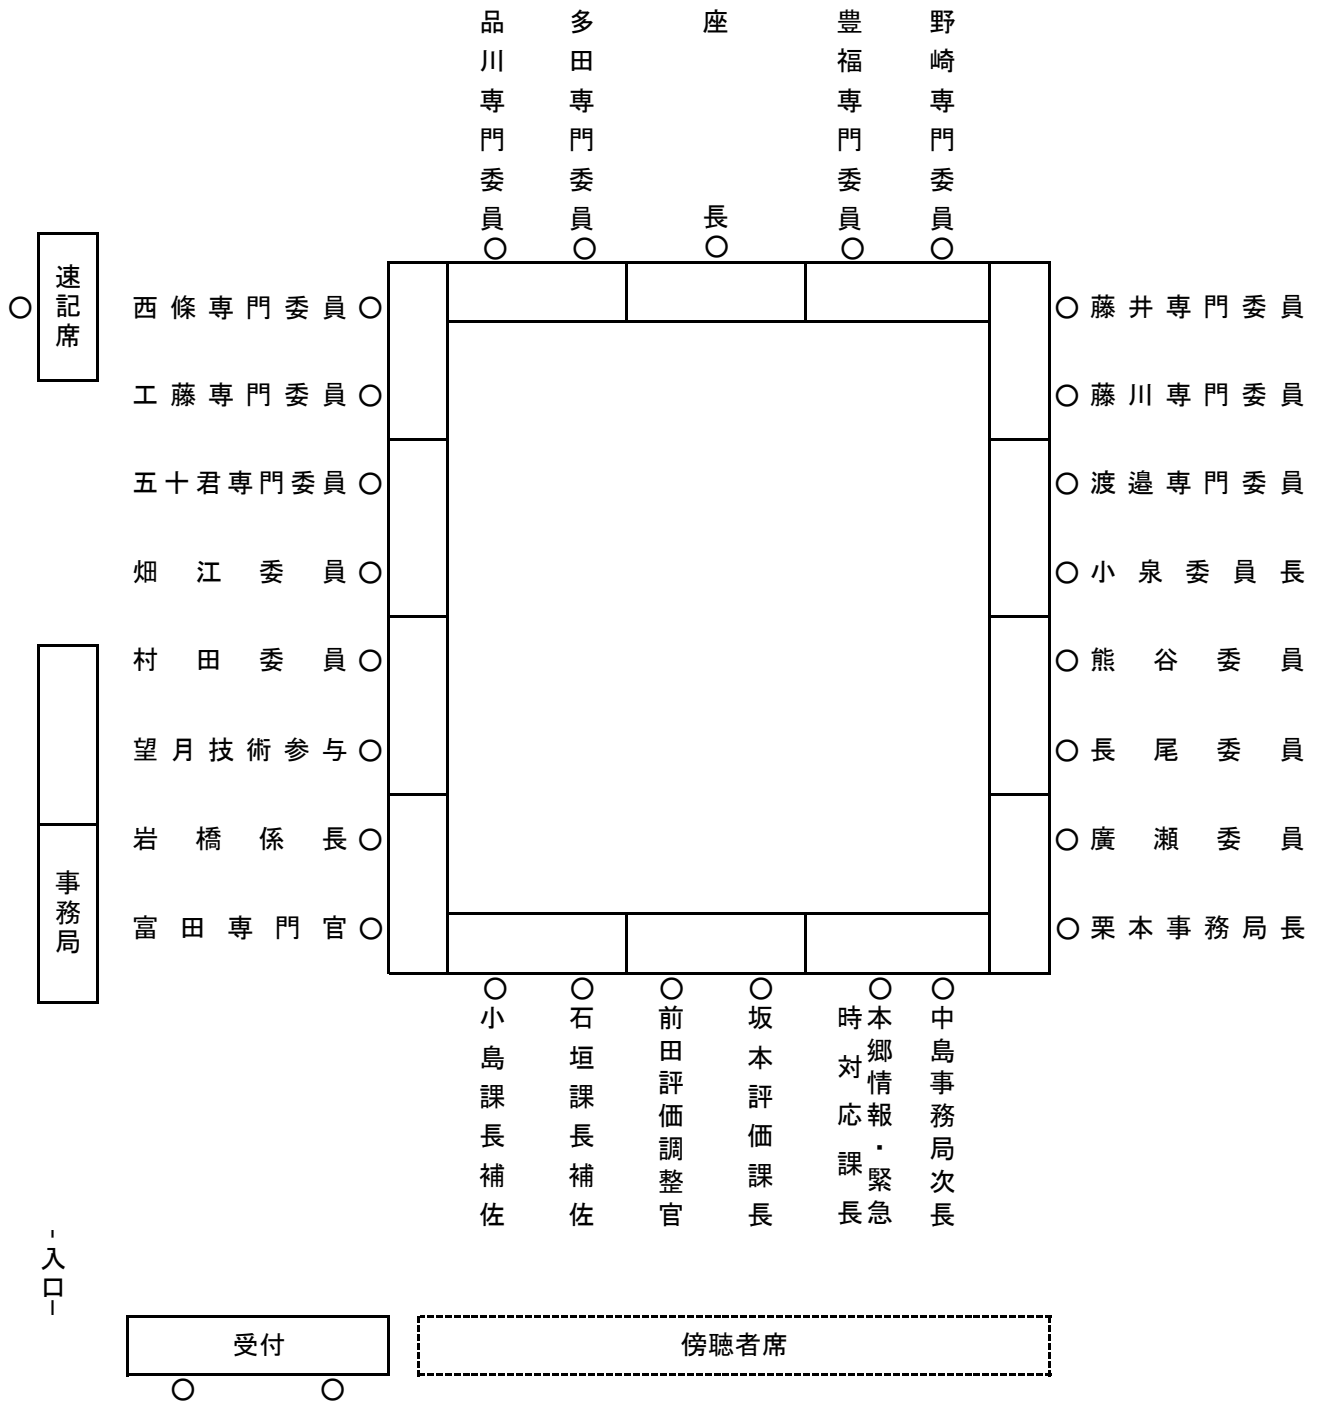 品川専門委員
多田専門委員
座長
豊福専門委員
野崎専門委員
速記席
西條専門委員
工藤専門委員
五十君専門委員
畑江委員
村田委員
望月技術参与
岩橋係長
富田専門官
藤井専門委員
藤川専門委員
渡邉専門委員
小泉委員長
熊谷委員
長尾委員
廣瀬委員
栗本事務局長
事務局
小島課長補佐
石垣課長補佐
前田評価調整官
坂本評価課長
本郷情報・緊急
時対応課長
中島事務局次長
入口
受付
傍聴者席